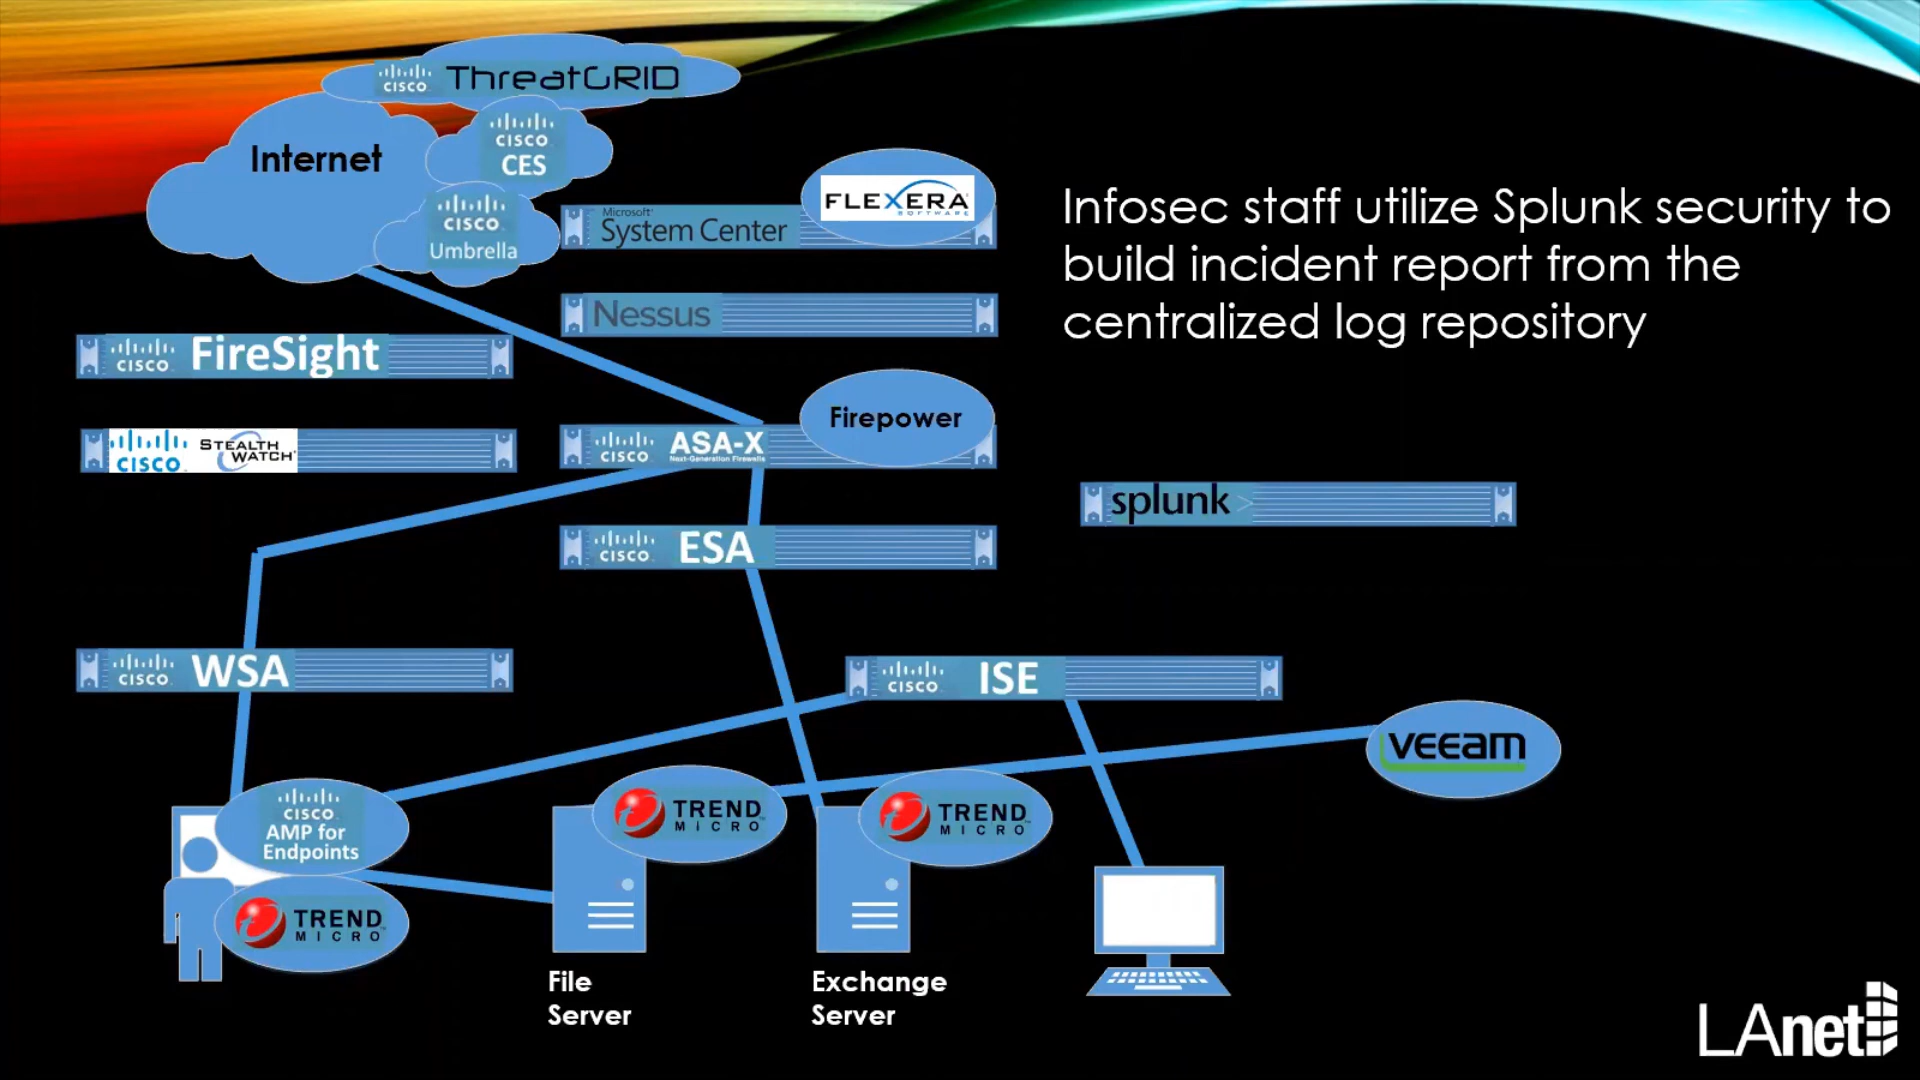 CISCO ThreatGRID
Internet
CISCO
CES
CISCO
Umbrella
FLEXERA
SOFTWARE
Microsoft
System Center
Infosec staff utilize Splunk security to
build incident report from the
centralized log repository
Nessus
CISCO FireSight
Firepower
CISCO STEALTH
WATCH
CISCO ASA-X
Next-Generation Firewalls
splunk>
CISCO ESA
CISCO WSA
CISCO ISE
veeam
CISCO
AMP for
Endpoints
TREND
MICRO
TREND
MICRO
TREND
MICRO
File
Server
Exchange
Server
LAnet